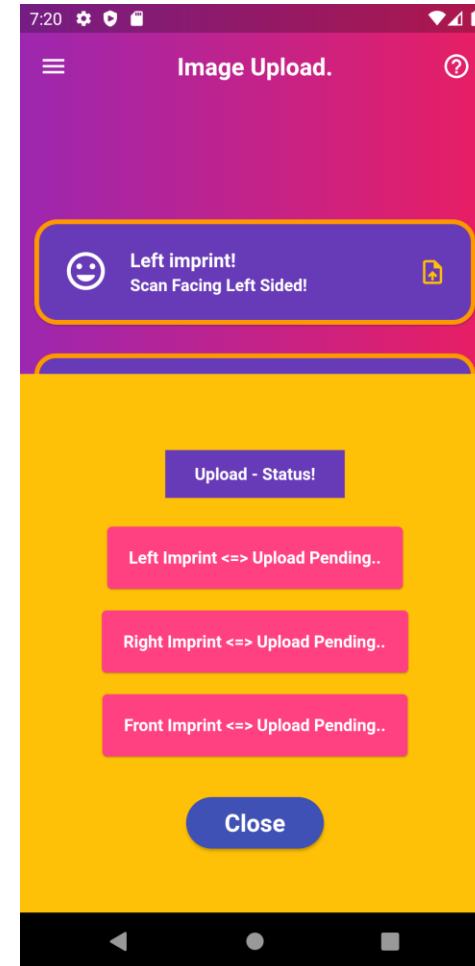 7:20
Image Upload.
Left imprint!
Scan Facing Left Sided!
Upload - Status!
Left Imprint <=> Upload Pending..
Right Imprint <=> Upload Pending..
Front Imprint <=> Upload Pending..
Close